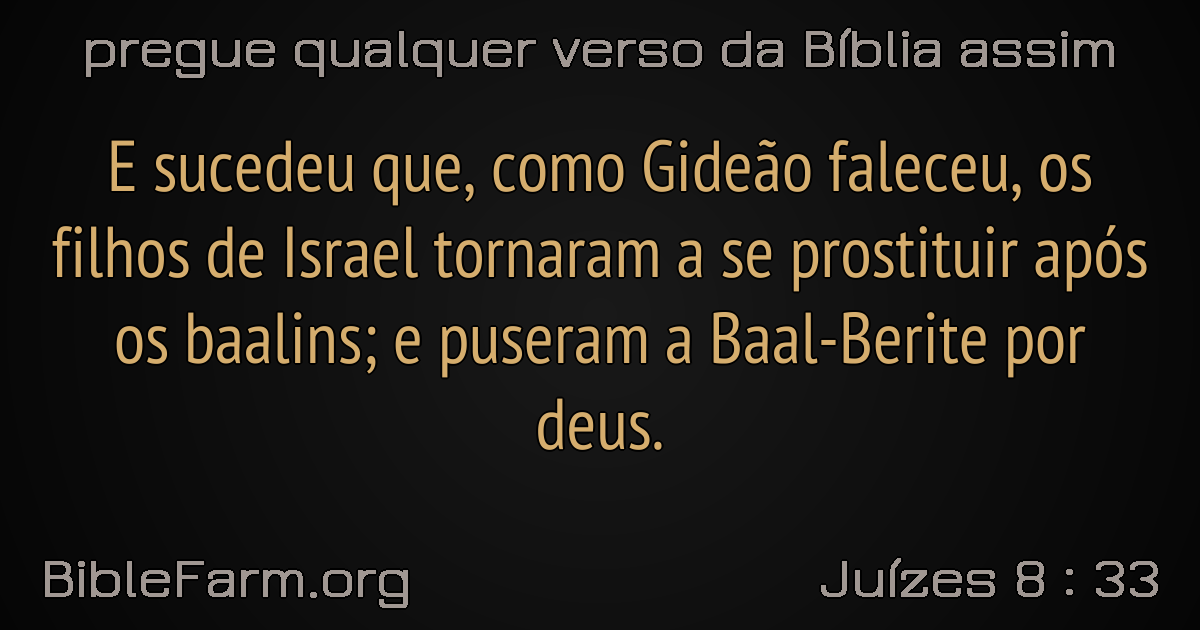 pregue qualquer verso da Bíblia assim
E sucedeu que, como Gideão faleceu, os
filhos de Israel tornaram a se prostituir após
os baalins; e puseram a Baal-Berite por
deus.
BibleFarm.org
Juízes 8 : 33